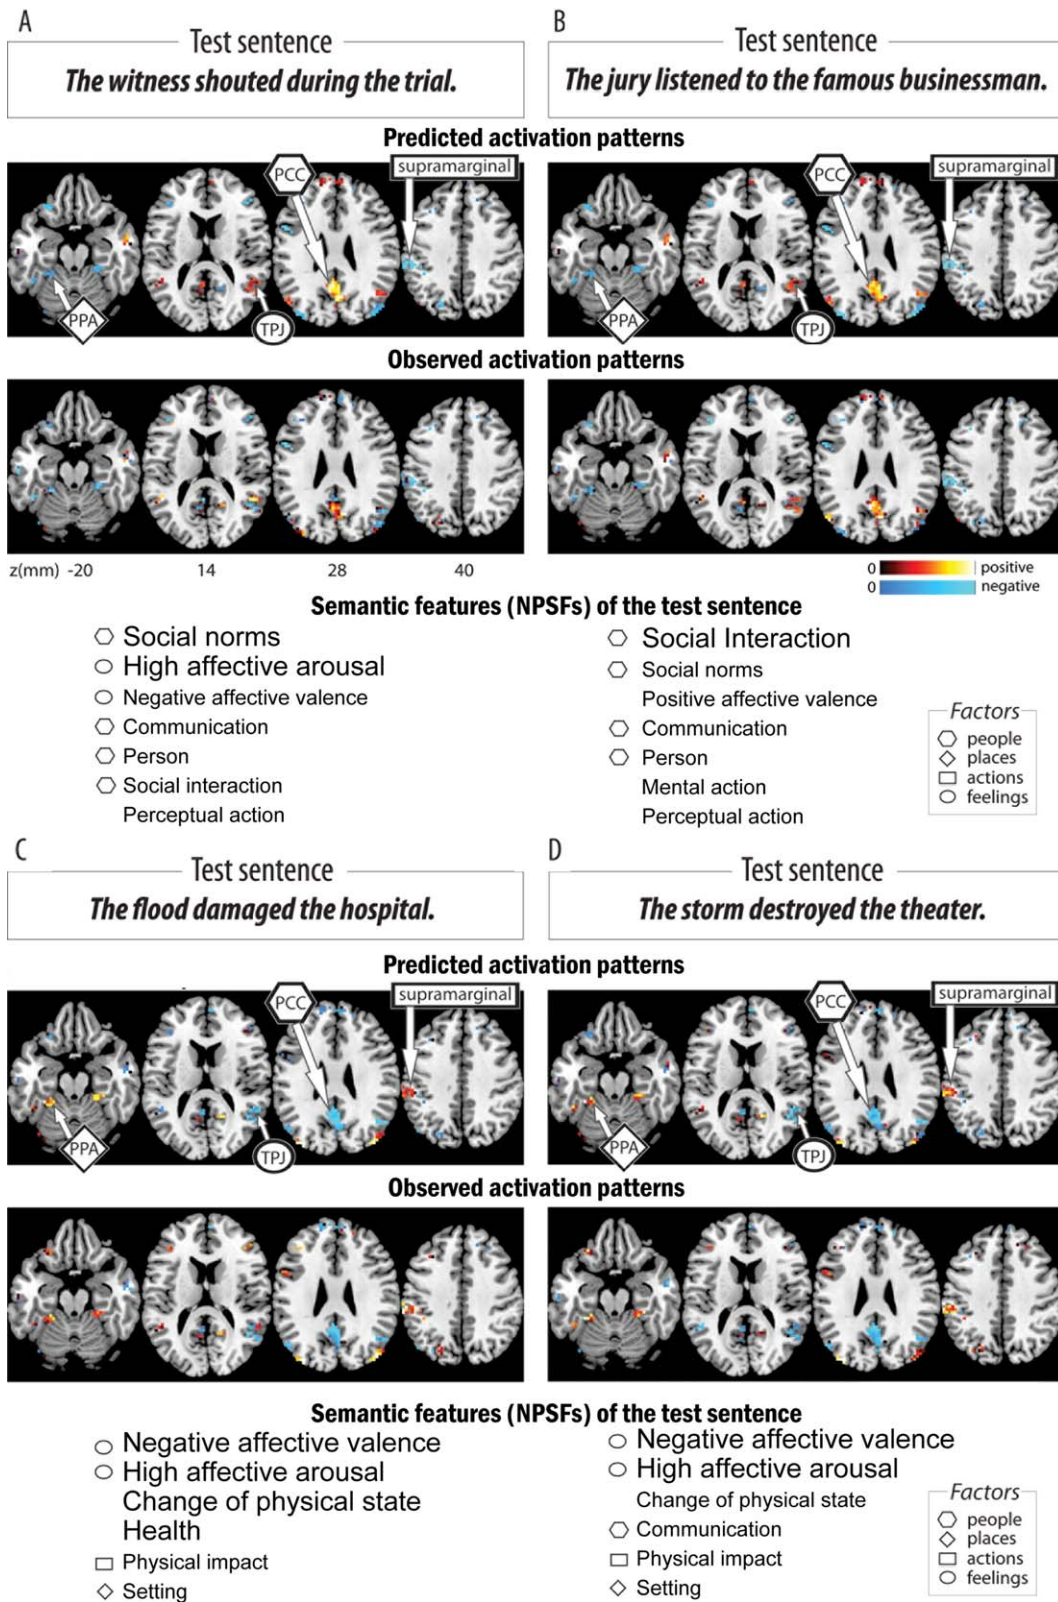 A
Test sentence
The witness shouted during the trial.
B
Test sentence
The jury listened to the famous businessman.
Predicted activation patterns
PCC
supramarginal
PPA
TPJ
PCC
supramarginal
PPA
TPJ
Observed activation patterns
z(mm) -20 14 28 40
0 positive
0 negative
Semantic features (NPSFs) of the test sentence
Social norms
High affective arousal
Negative affective valence
Communication
Person
Social interaction
Perceptual action
Social Interaction
Social norms
Positive affective valence
Communication
Person
Mental action
Perceptual action
Factors
people
places
actions
feelings
C
Test sentence
The flood damaged the hospital.
D
Test sentence
The storm destroyed the theater.
Predicted activation patterns
PCC
supramarginal
PPA
TPJ
PCC
supramarginal
PPA
TPJ
Observed activation patterns
Semantic features (NPSFs) of the test sentence
Negative affective valence
High affective arousal
Change of physical state
Health
Physical impact
Setting
Negative affective valence
High affective arousal
Change of physical state
Communication
Physical impact
Setting
Factors
people
places
actions
feelings